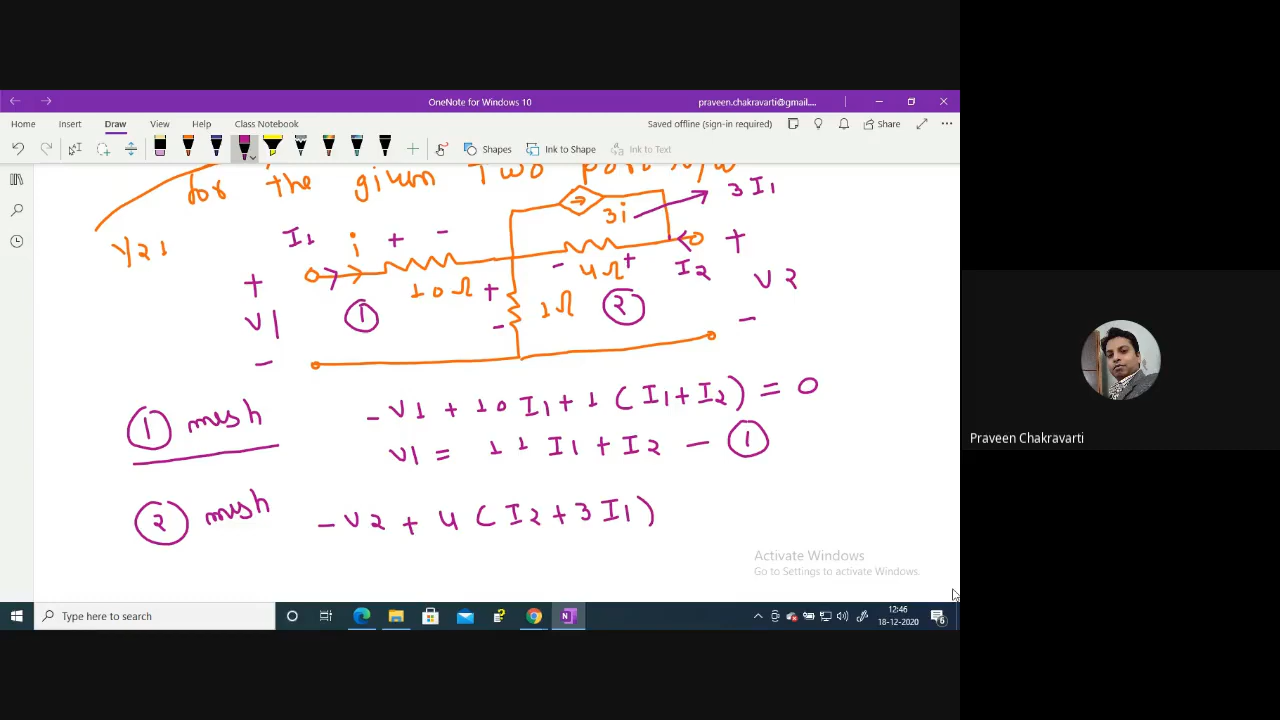 OneNote for Windows 10
praveen.chakravarti@gmail....
Home Insert Draw View Help Class Notebook
Saved offline (sign-in required)
Share
Shapes
Ink to Shape
Ink to Text
for the given Two port N/W
Y21
3I1
3i
I1 i + -
+
10Ω
- 4Ω +
I2
+
V1
-
1
+
-
1Ω
2
V2
-
1 mesh
-V1 + 10I1 + 1(I1+I2) = 0
V1 = 11 I1 + I2 - 1
2 mesh
-V2 + 4(I2+3I1)
Activate Windows
Go to Settings to activate Windows.
Type here to search
12:46
18-12-2020
6
Praveen Chakravarti